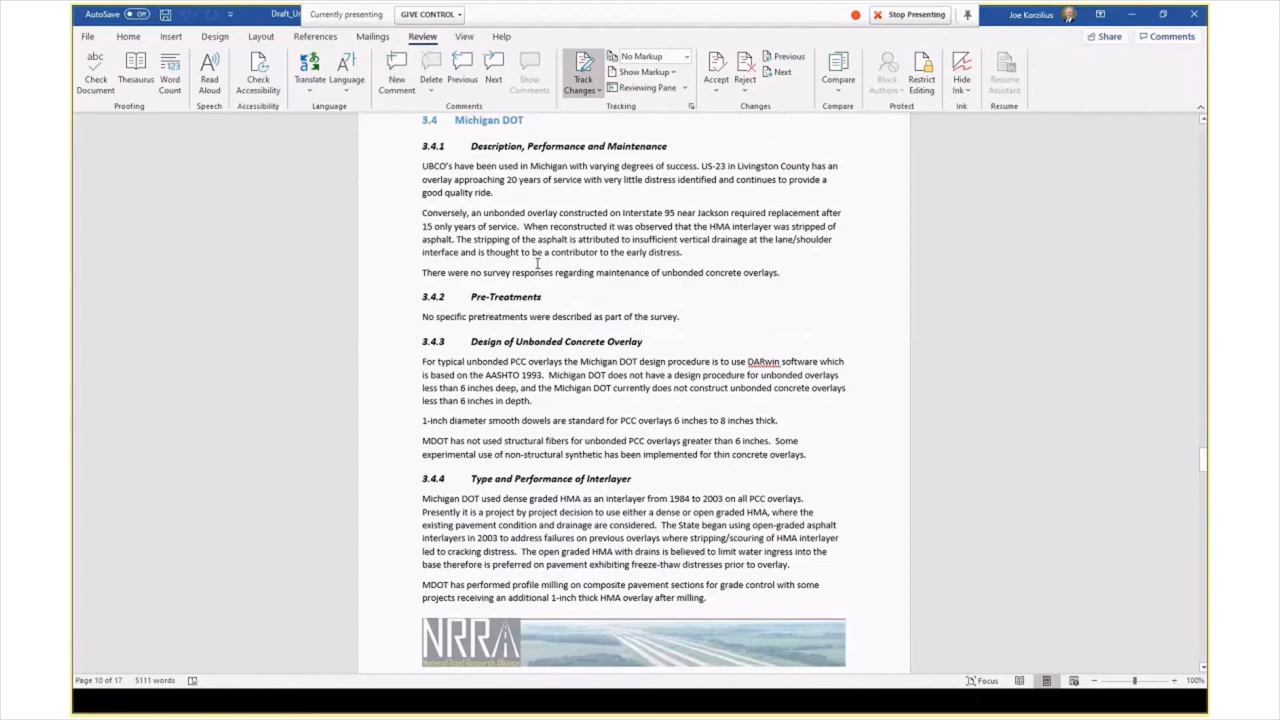 AutoSave Off Draft_Un Currently presenting GIVE CONTROL Stop Presenting Joe Korzilius
File Home Insert Design Layout References Mailings Review View Help Share Comments
abc Check Document
Thesaurus
123 Word Count
Read Aloud
Check Accessibility
Translate
Language
New Comment
Delete
Previous
Next
Show Comments
Track Changes
No Markup
Show Markup
Reviewing Pane
Accept
Reject
Previous
Next
Compare
Block Authors
Restrict Editing
Hide Ink
Resume Assistant
Proofing Speech Accessibility Language Comments Tracking Changes Compare Protect Ink Resume
3.4 Michigan DOT
3.4.1 Description, Performance and Maintenance
UBCO's have been used in Michigan with varying degrees of success. US-23 in Livingston County has an
overlay approaching 20 years of service with very little distress identified and continues to provide a
good quality ride.
Conversely, an unbonded overlay constructed on Interstate 95 near Jackson required replacement after
15 only years of service. When reconstructed it was observed that the HMA interlayer was stripped of
asphalt. The stripping of the asphalt is attributed to insufficient vertical drainage at the lane/shoulder
interface and is thought to be a contributor to the early distress.
There were no survey responses regarding maintenance of unbonded concrete overlays.
3.4.2 Pre-Treatments
No specific pretreatments were described as part of the survey.
3.4.3 Design of Unbonded Concrete Overlay
For typical unbonded PCC overlays the Michigan DOT design procedure is to use DARwin software which
is based on the AASHTO 1993. Michigan DOT does not have a design procedure for unbonded overlays
less than 6 inches deep, and the Michigan DOT currently does not construct unbonded concrete overlays
less than 6 inches in depth.
1-inch diameter smooth dowels are standard for PCC overlays 6 inches to 8 inches thick.
MDOT has not used structural fibers for unbonded PCC overlays greater than 6 inches. Some
experimental use of non-structural synthetic has been implemented for thin concrete overlays.
3.4.4 Type and Performance of Interlayer
Michigan DOT used dense graded HMA as an interlayer from 1984 to 2003 on all PCC overlays.
Presently it is a project by project decision to use either a dense or open graded HMA, where the
existing pavement condition and drainage are considered. The State began using open-graded asphalt
interlayers in 2003 to address failures on previous overlays where stripping/scouring of HMA interlayer
led to cracking distress. The open graded HMA with drains is believed to limit water ingress into the
base therefore is preferred on pavement exhibiting freeze-thaw distresses prior to overlay.
MDOT has performed profile milling on composite pavement sections for grade control with some
projects receiving an additional 1-inch thick HMA overlay after milling.
NRRA
National Road Research Alliance
Page 10 of 17 5111 words Focus 100%